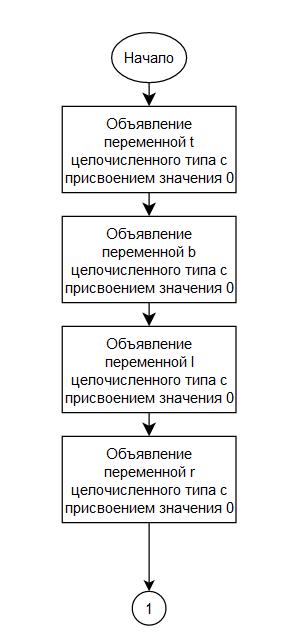 Начало
Объявление
переменной t
целочисленного типа с
присвоением значения 0
Объявление
переменной b
целочисленного типа с
присвоением значения 0
Объявление
переменной l
целочисленного типа с
присвоением значения 0
Объявление
переменной r
целочисленного типа с
присвоением значения 0
1